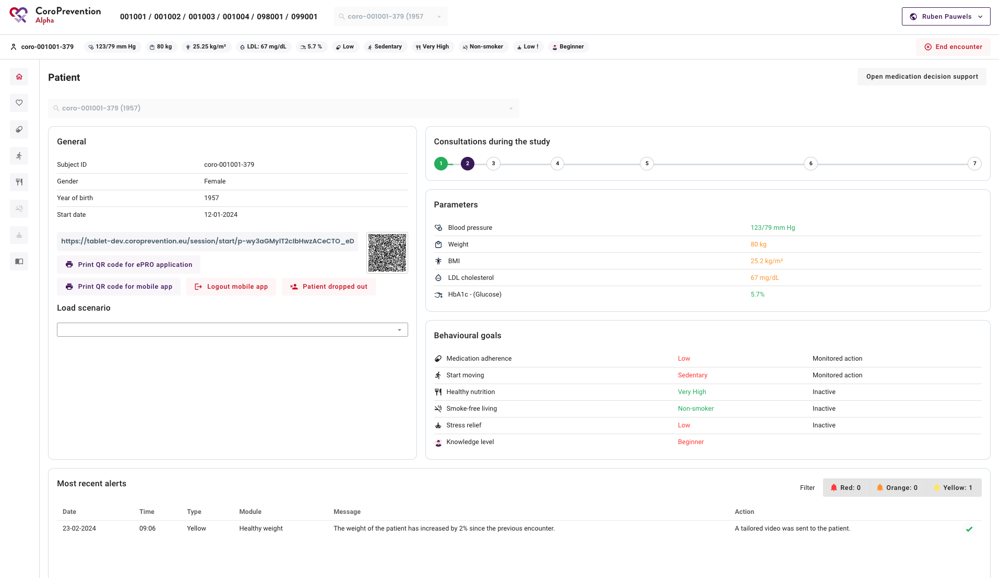 CoroPrevention
Alpha
001001 / 001002 / 001003 / 001004 / 098001 / 099001
coro-001001-379 (1957
Ruben Pauwels
coro-001001-379
123/79 mm Hg
80 kg
25.25 kg/m²
LDL: 67 mg/dL
5.7 %
Low
Sedentary
Very High
Non-smoker
Low !
Beginner
End encounter
Patient
Open medication decision support
coro-001001-379 (1957)
General
Subject ID coro-001001-379
Gender Female
Year of birth 1957
Start date 12-01-2024
https://tablet-dev.coroprevention.eu/session/start/p-wy3aGMylT2cIbHwzACeCTO_eD
Print QR code for ePRO application
Print QR code for mobile app
Logout mobile app
Patient dropped out
Load scenario
Consultations during the study
1 2 3 4 5 6 7
Parameters
Blood pressure 123/79 mm Hg
Weight 80 kg
BMI 25.2 kg/m²
LDL cholesterol 67 mg/dL
HbA1c - (Glucose) 5.7%
Behavioural goals
Medication adherence Low Monitored action
Start moving Sedentary Monitored action
Healthy nutrition Very High Inactive
Smoke-free living Non-smoker Inactive
Stress relief Low Inactive
Knowledge level Beginner
Most recent alerts
Filter Red: 0 Orange: 0 Yellow: 1
Date Time Type Module Message Action
23-02-2024 09:06 Yellow Healthy weight The weight of the patient has increased by 2% since the previous encounter. A tailored video was sent to the patient.